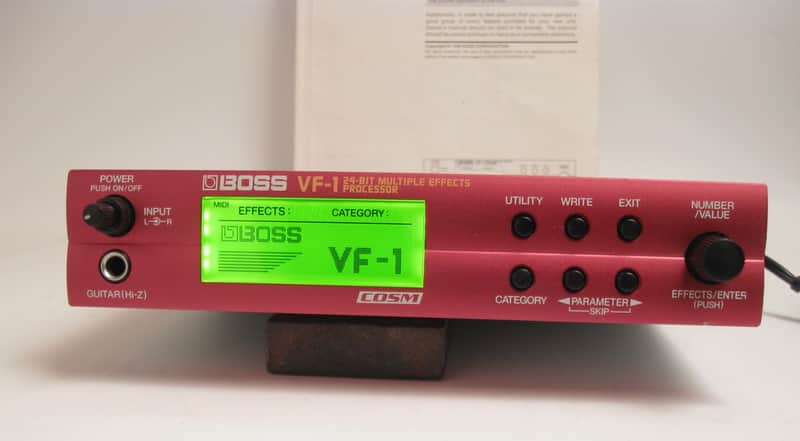 POWER
PUSH ON/OFF
INPUT
L R
GUITAR(Hi-Z)
BOSS VF-1 24-BIT MULTIPLE EFFECTS
PROCESSOR
MIDI EFFECTS: CATEGORY:
BOSS
VF-1
COSM
UTILITY WRITE EXIT
CATEGORY PARAMETER
SKIP
NUMBER
/VALUE
EFFECTS/ENTER
(PUSH)